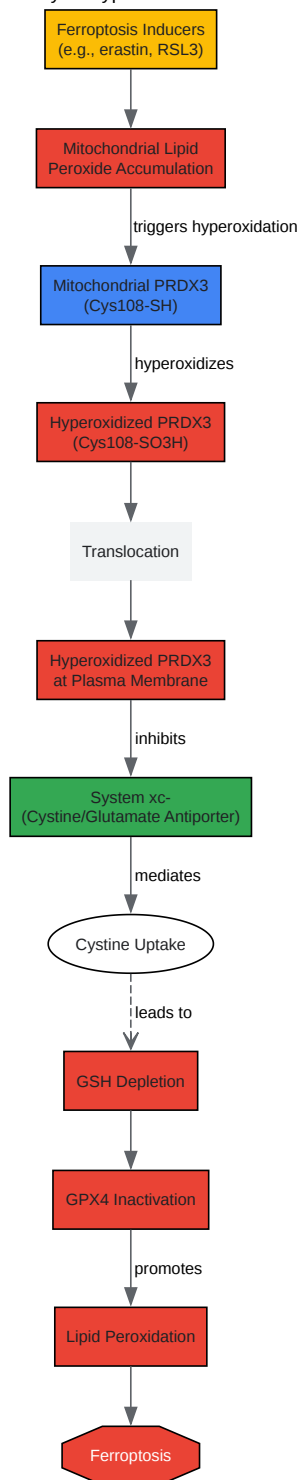 Ferroptosis Inducers
(e.g., erastin, RSL3)
Mitochondrial Lipid
Peroxide Accumulation
triggers hyperoxidation
Mitochondrial PRDX3
(Cys108-SH)
hyperoxidizes
Hyperoxidized PRDX3
(Cys108-SO3H)
Translocation
Hyperoxidized PRDX3
at Plasma Membrane
inhibits
System xc-
(Cystine/Glutamate Antiporter)
mediates
Cystine Uptake
leads to
GSH Depletion
GPX4 Inactivation
promotes
Lipid Peroxidation
Ferroptosis